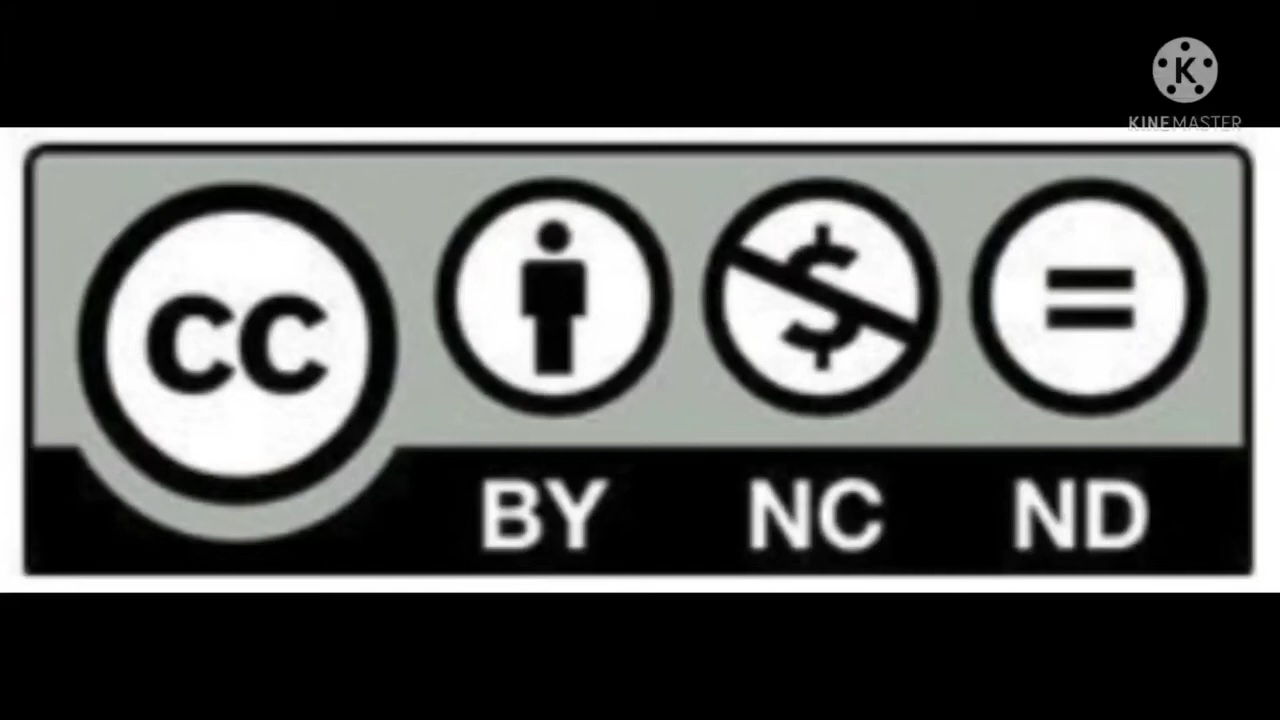 K
KINEMASTER
cc
$
=
BY NC ND